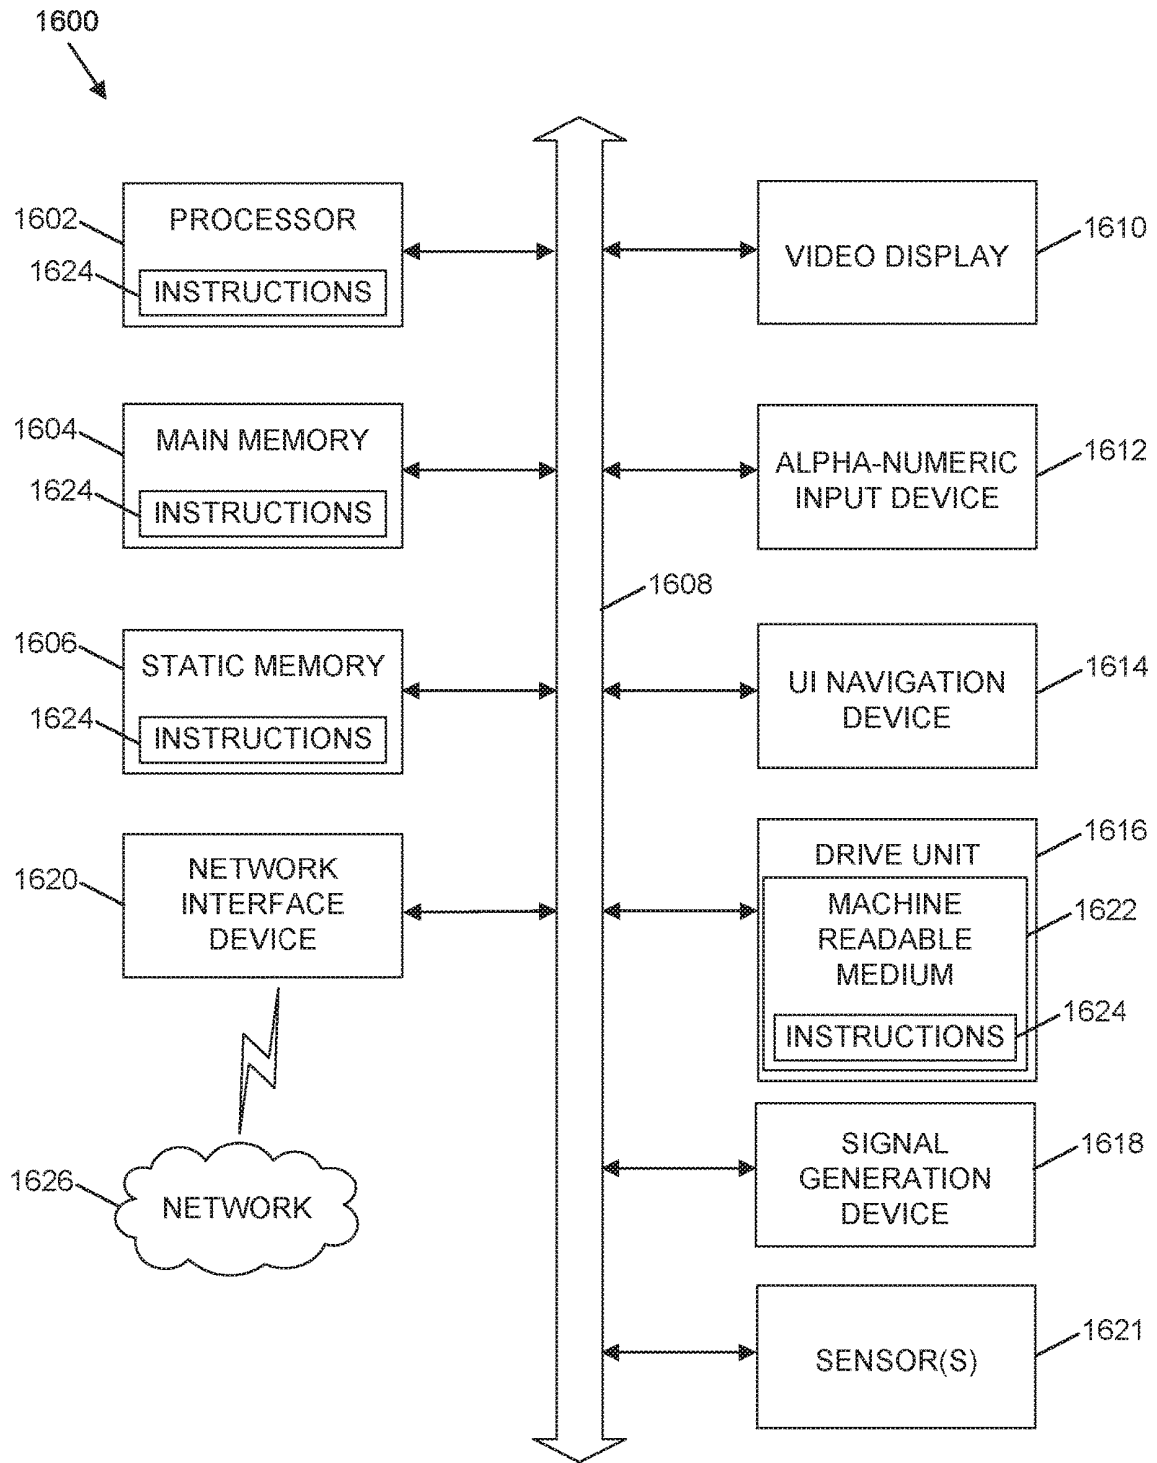 1600
1602
PROCESSOR
1624
INSTRUCTIONS
1604
MAIN MEMORY
1624
INSTRUCTIONS
1606
STATIC MEMORY
1624
INSTRUCTIONS
1620
NETWORK
INTERFACE
DEVICE
1626
NETWORK
1608
VIDEO DISPLAY
1610
ALPHA-NUMERIC
INPUT DEVICE
1612
UI NAVIGATION
DEVICE
1614
DRIVE UNIT
1616
MACHINE
READABLE
MEDIUM
1622
INSTRUCTIONS
1624
SIGNAL
GENERATION
DEVICE
1618
SENSOR(S)
1621